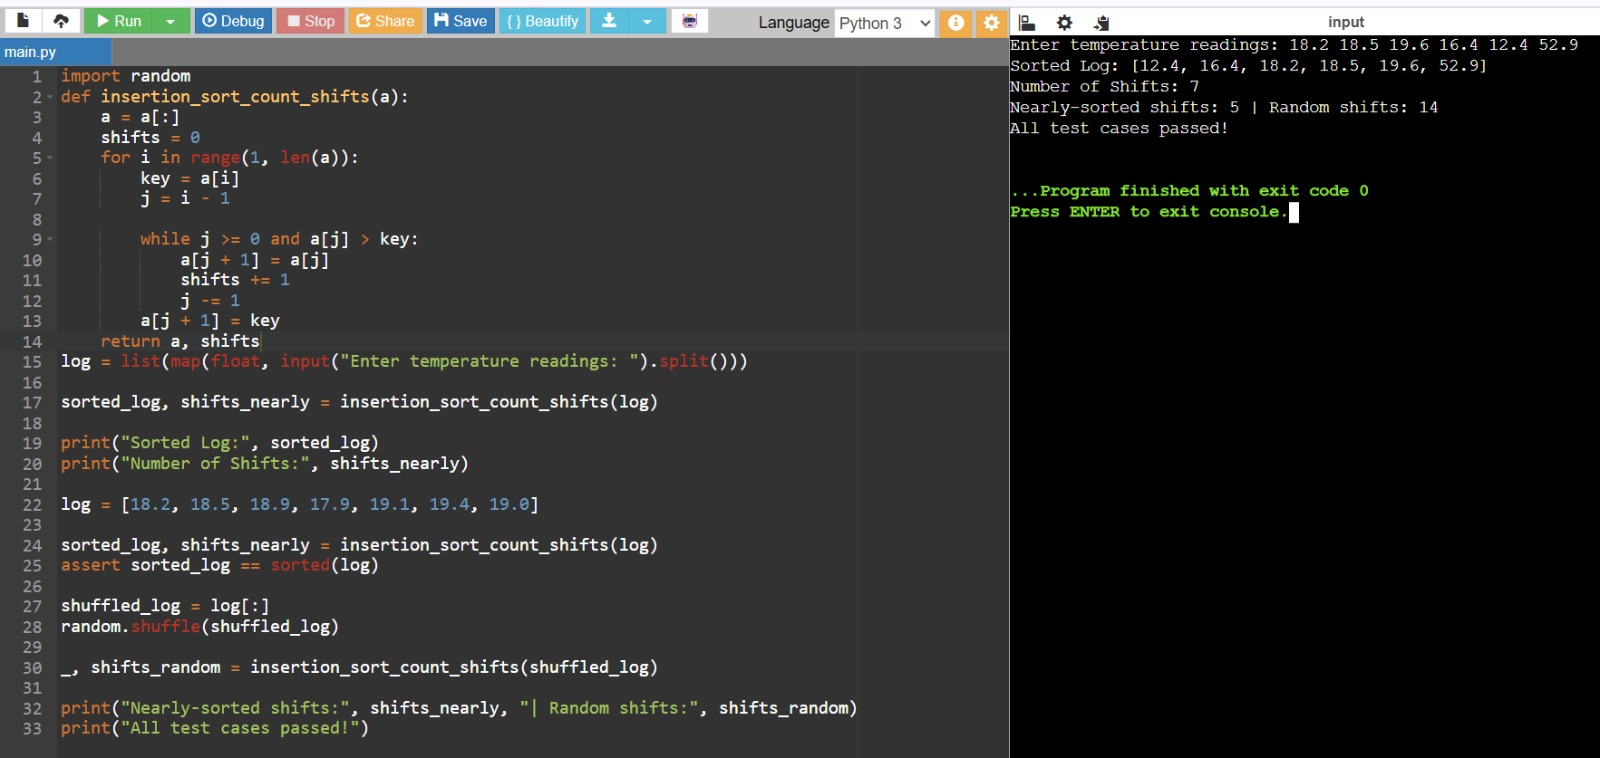 Run Debug Stop Share Save { } Beautify Language Python 3 input
main.py
1 import random
2 def insertion_sort_count_shifts(a):
3     a = a[:]
4     shifts = 0
5     for i in range(1, len(a)):
6         key = a[i]
7         j = i - 1
8
9         while j >= 0 and a[j] > key:
10             a[j + 1] = a[j]
11             shifts += 1
12             j -= 1
13         a[j + 1] = key
14     return a, shifts
15 log = list(map(float, input("Enter temperature readings: ").split()))
16
17 sorted_log, shifts_nearly = insertion_sort_count_shifts(log)
18
19 print("Sorted Log:", sorted_log)
20 print("Number of Shifts:", shifts_nearly)
21
22 log = [18.2, 18.5, 18.9, 17.9, 19.1, 19.4, 19.0]
23
24 sorted_log, shifts_nearly = insertion_sort_count_shifts(log)
25 assert sorted_log == sorted(log)
26
27 shuffled_log = log[:]
28 random.shuffle(shuffled_log)
29
30 _, shifts_random = insertion_sort_count_shifts(shuffled_log)
31
32 print("Nearly-sorted shifts:", shifts_nearly, "| Random shifts:", shifts_random)
33 print("All test cases passed!")
Enter temperature readings: 18.2 18.5 19.6 16.4 12.4 52.9
Sorted Log: [12.4, 16.4, 18.2, 18.5, 19.6, 52.9]
Number of Shifts: 7
Nearly-sorted shifts: 5 | Random shifts: 14
All test cases passed!
...Program finished with exit code 0
Press ENTER to exit console.